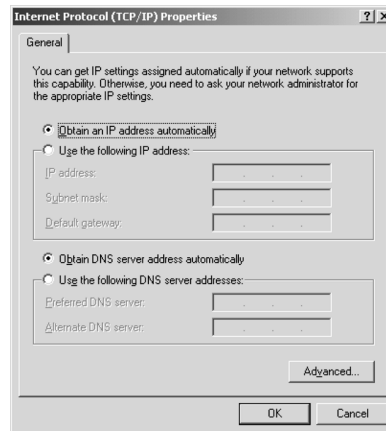 Internet Protocol (TCP/IP) Properties
General
You can get IP settings assigned automatically if your network supports
this capability. Otherwise, you need to ask your network administrator for
the appropriate IP settings.
Obtain an IP address automatically
Use the following IP address:
IP address:
Subnet mask:
Default gateway:
Obtain DNS server address automatically
Use the following DNS server addresses:
Preferred DNS server:
Alternate DNS server:
Advanced...
OK Cancel